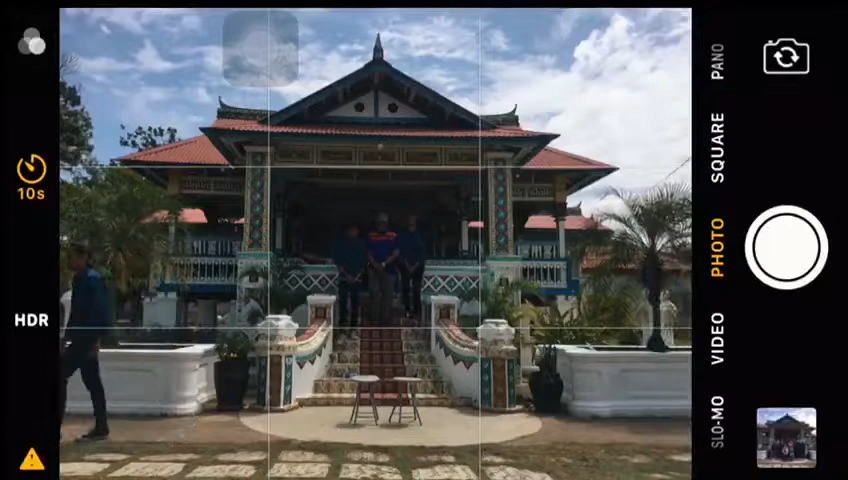 10s
HDR
PANO
SQUARE
PHOTO
VIDEO
SLO-MO